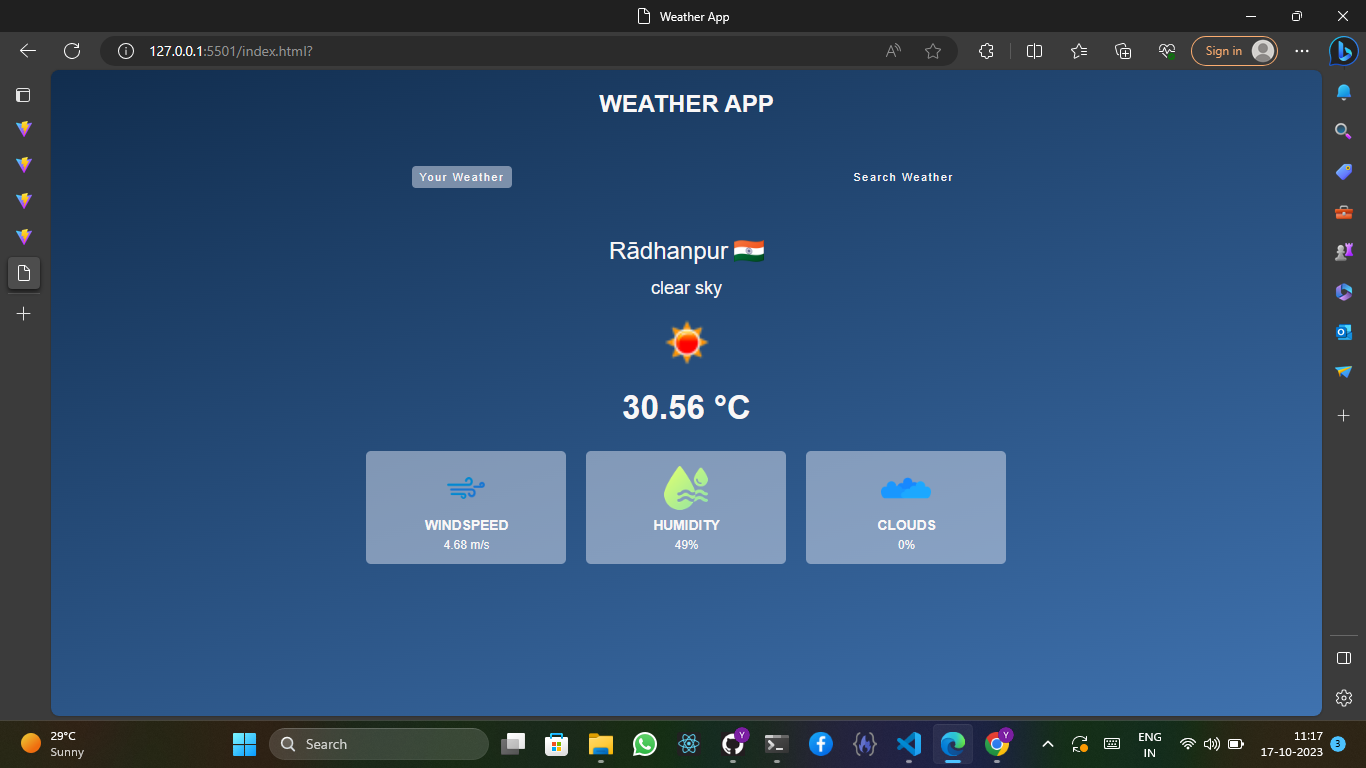 Weather App
127.0.0.1:5501/index.html?
Sign in
WEATHER APP
Your Weather
Search Weather
Rādhanpur
clear sky
30.56 °C
WINDSPEED
4.68 m/s
HUMIDITY
49%
CLOUDS
0%
29°C
Sunny
Search
Y
Y
ENG
IN
11:17
17-10-2023
3